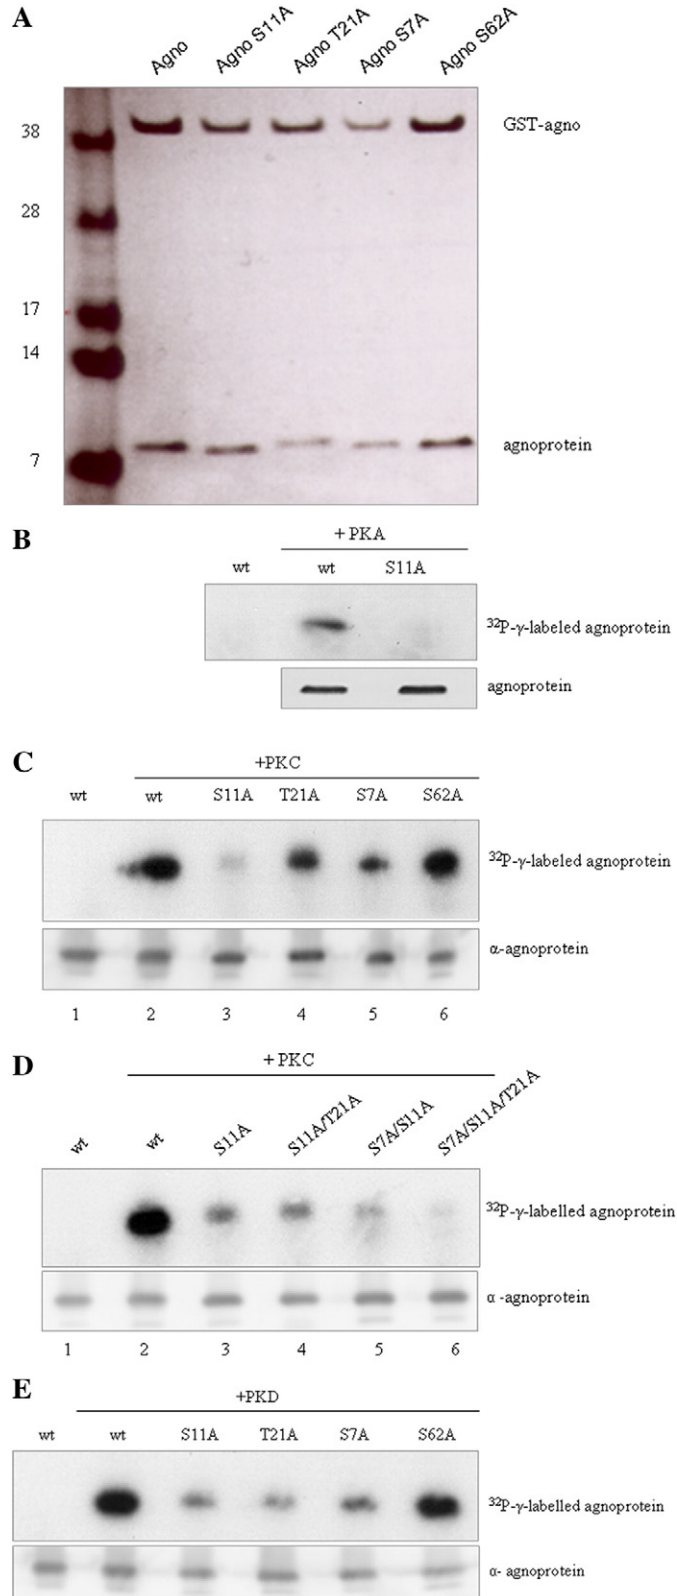 A
Agno Agno S11A Agno T21A Agno S7A Agno S62A
38 GST-agno
28
17
14
agnoprotein
7
B
+ PKA
wt wt S11A
32P-γ-labeled agnoprotein
agnoprotein
C
+PKC
wt wt S11A T21A S7A S62A
32P-γ-labeled agnoprotein
α-agnoprotein
1 2 3 4 5 6
D
+ PKC
wt wt S11A S11A/T21A S7A/S11A S7A/S11A/T21A
32P-γ-labelled agnoprotein
α -agnoprotein
1 2 3 4 5 6
E
+PKD
wt wt S11A T21A S7A S62A
32P-γ-labelled agnoprotein
α- agnoprotein